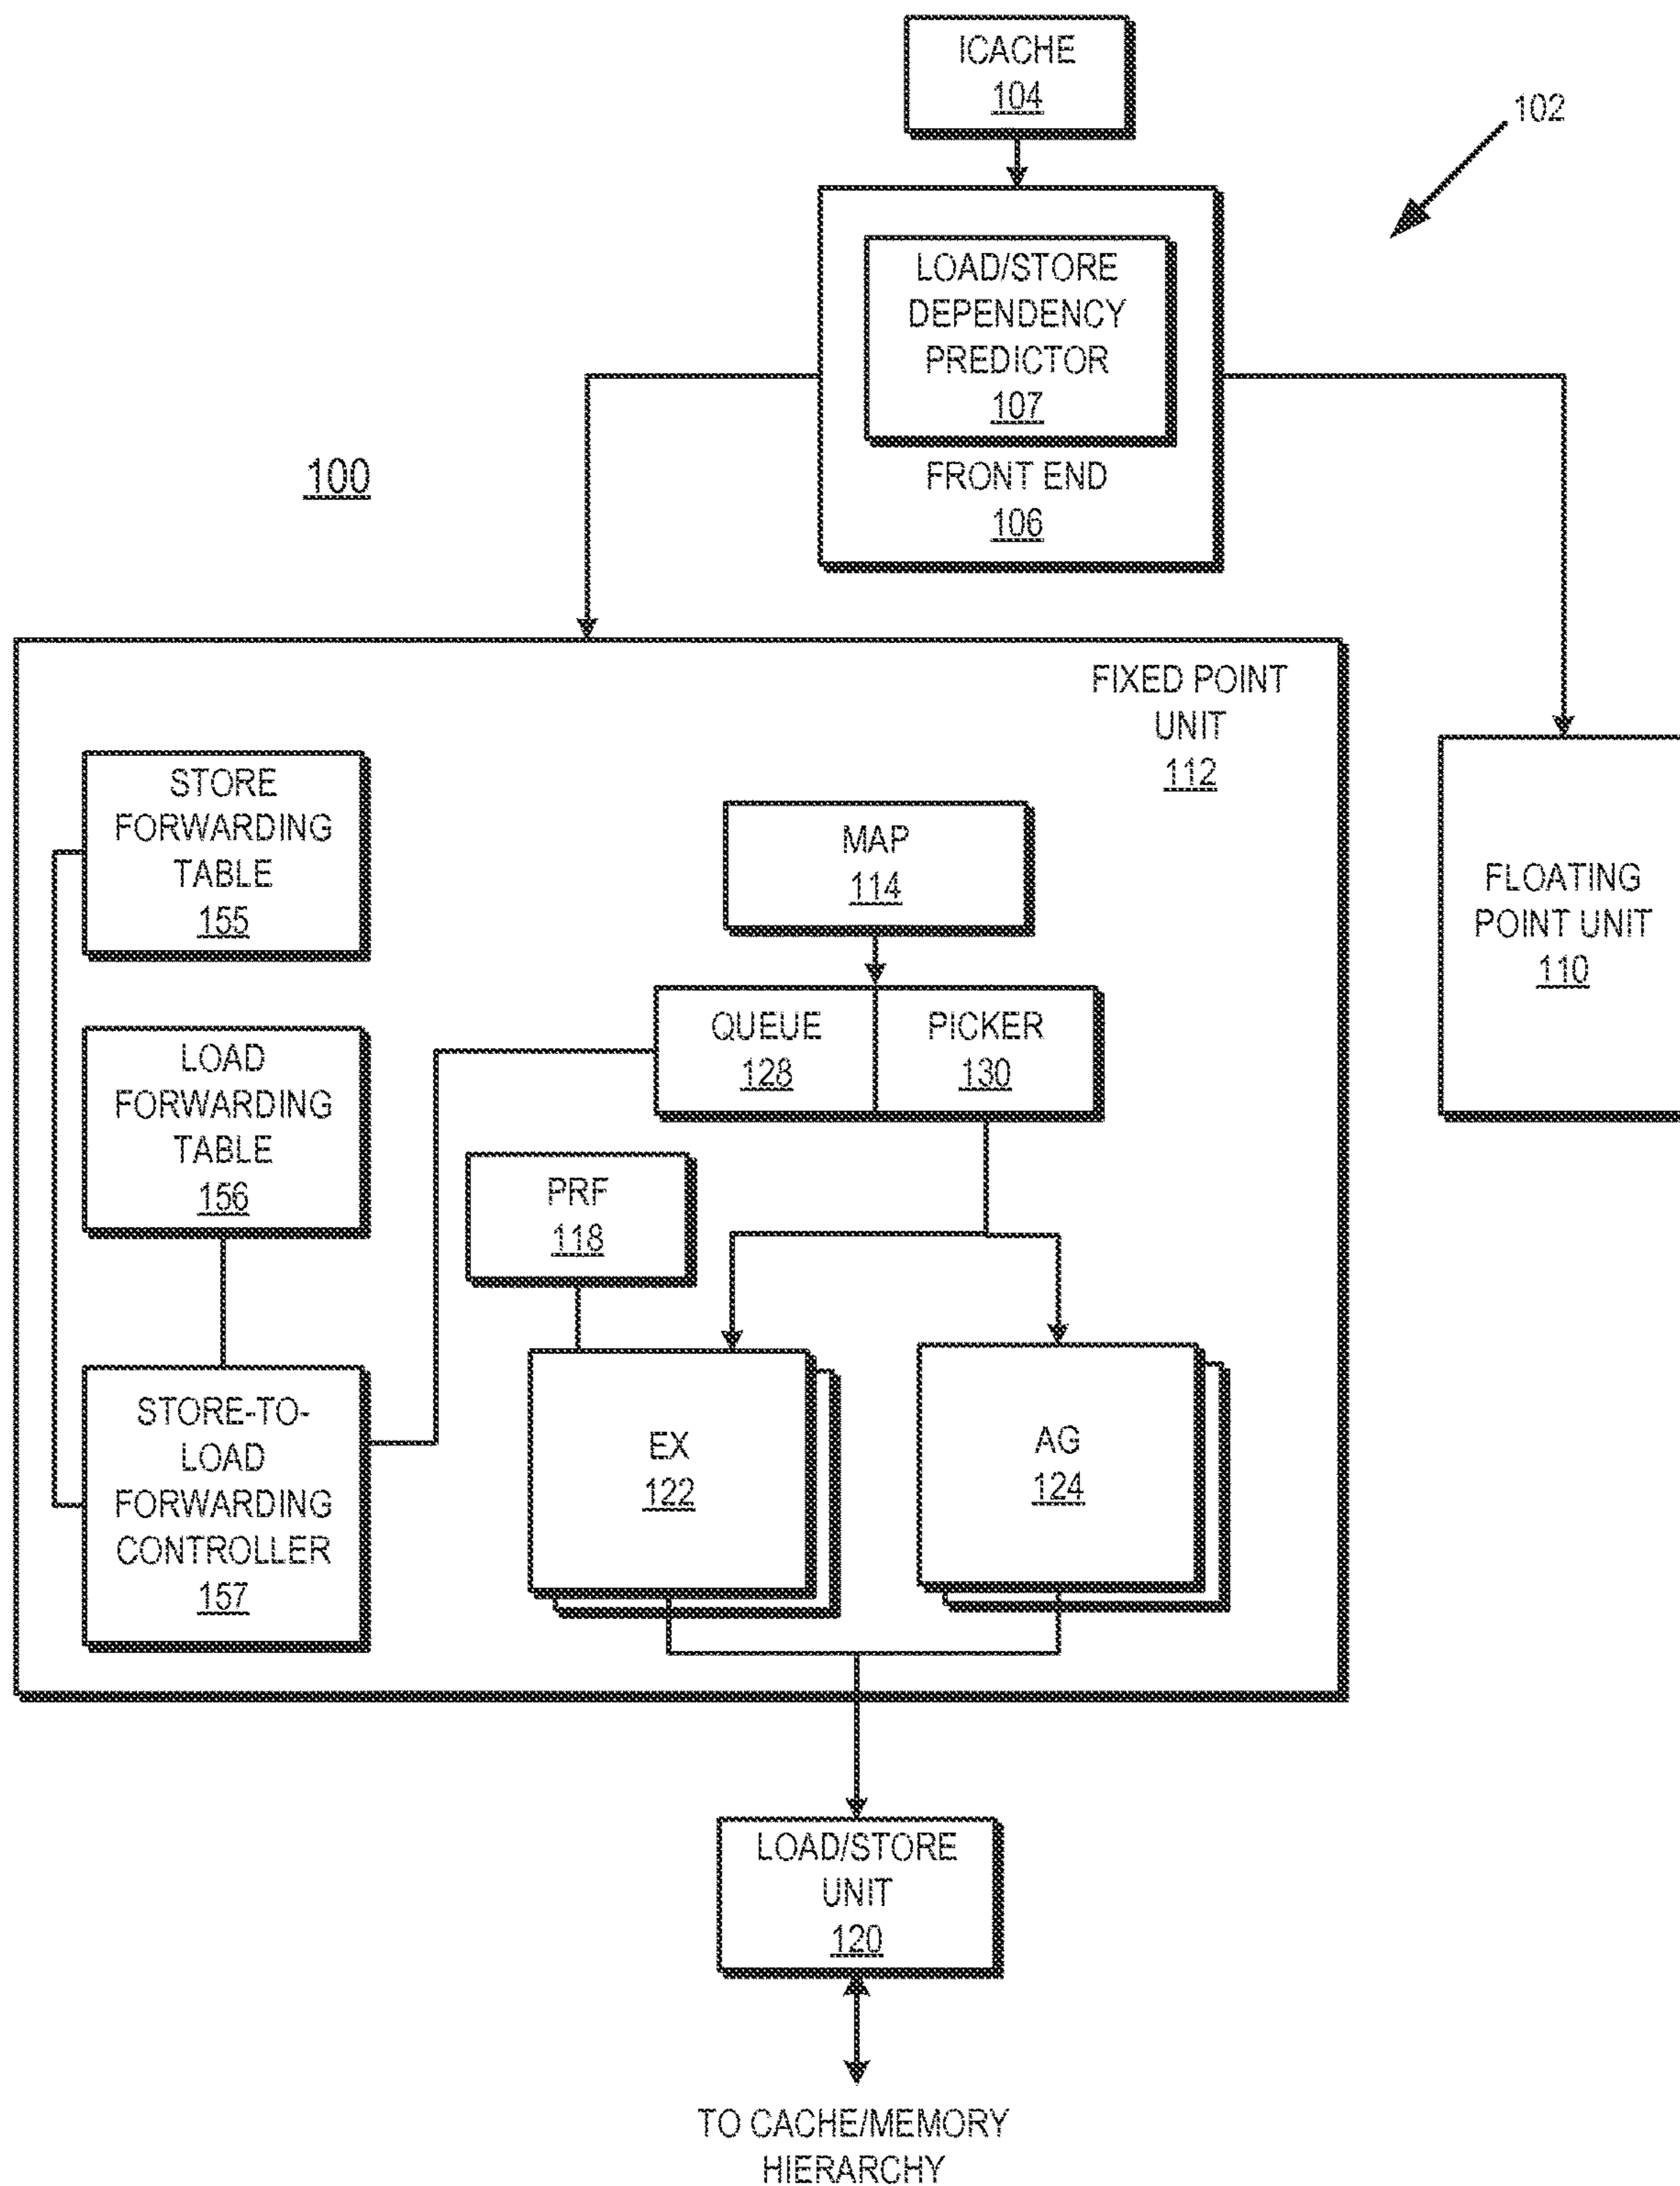 ICACHE
104
102
LOAD/STORE
DEPENDENCY
PREDICTOR
107
FRONT END
106
100
FIXED POINT
UNIT
112
STORE
FORWARDING
TABLE
155
MAP
114
FLOATING
POINT UNIT
110
LOAD
FORWARDING
TABLE
156
QUEUE
128
PICKER
130
PRF
118
STORE-TO-
LOAD
FORWARDING
CONTROLLER
157
EX
122
AG
124
LOAD/STORE
UNIT
120
TO CACHE/MEMORY
HIERARCHY